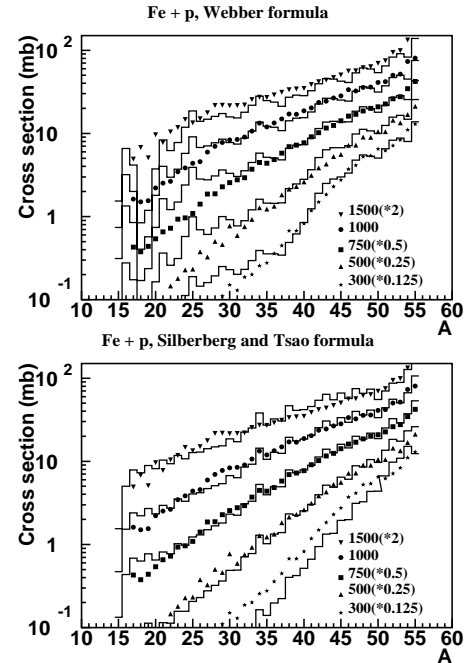 Fe + p, Webber formula
Cross section (mb)
10 2
10
1
10 -1
1500(*2)
1000
750(*0.5)
500(*0.25)
300(*0.125)
10 15 20 25 30 35 40 45 50 55 60
A
Fe + p, Silberg and Tsao formula
Cross section (mb)
10 2
10
1
10 -1
1500(*2)
1000
750(*0.5)
500(*0.25)
300(*0.125)
10 15 20 25 30 35 40 45 50 55 60
A